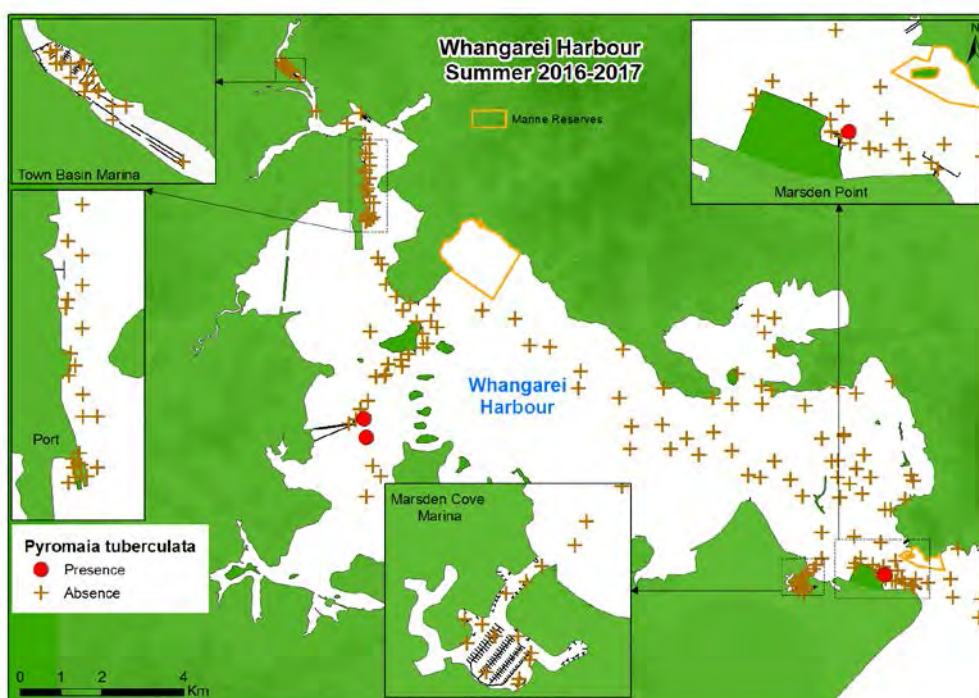 Whangarei Harbour
Summer 2016-2017
Marine Reserves
N
Town Basin Marina
Marsden Point
Whangarei
Harbour
Port
Marsden Cove
Marina
Pyromaia tuberculata
Presence
Absence
0 1 2 4
Km